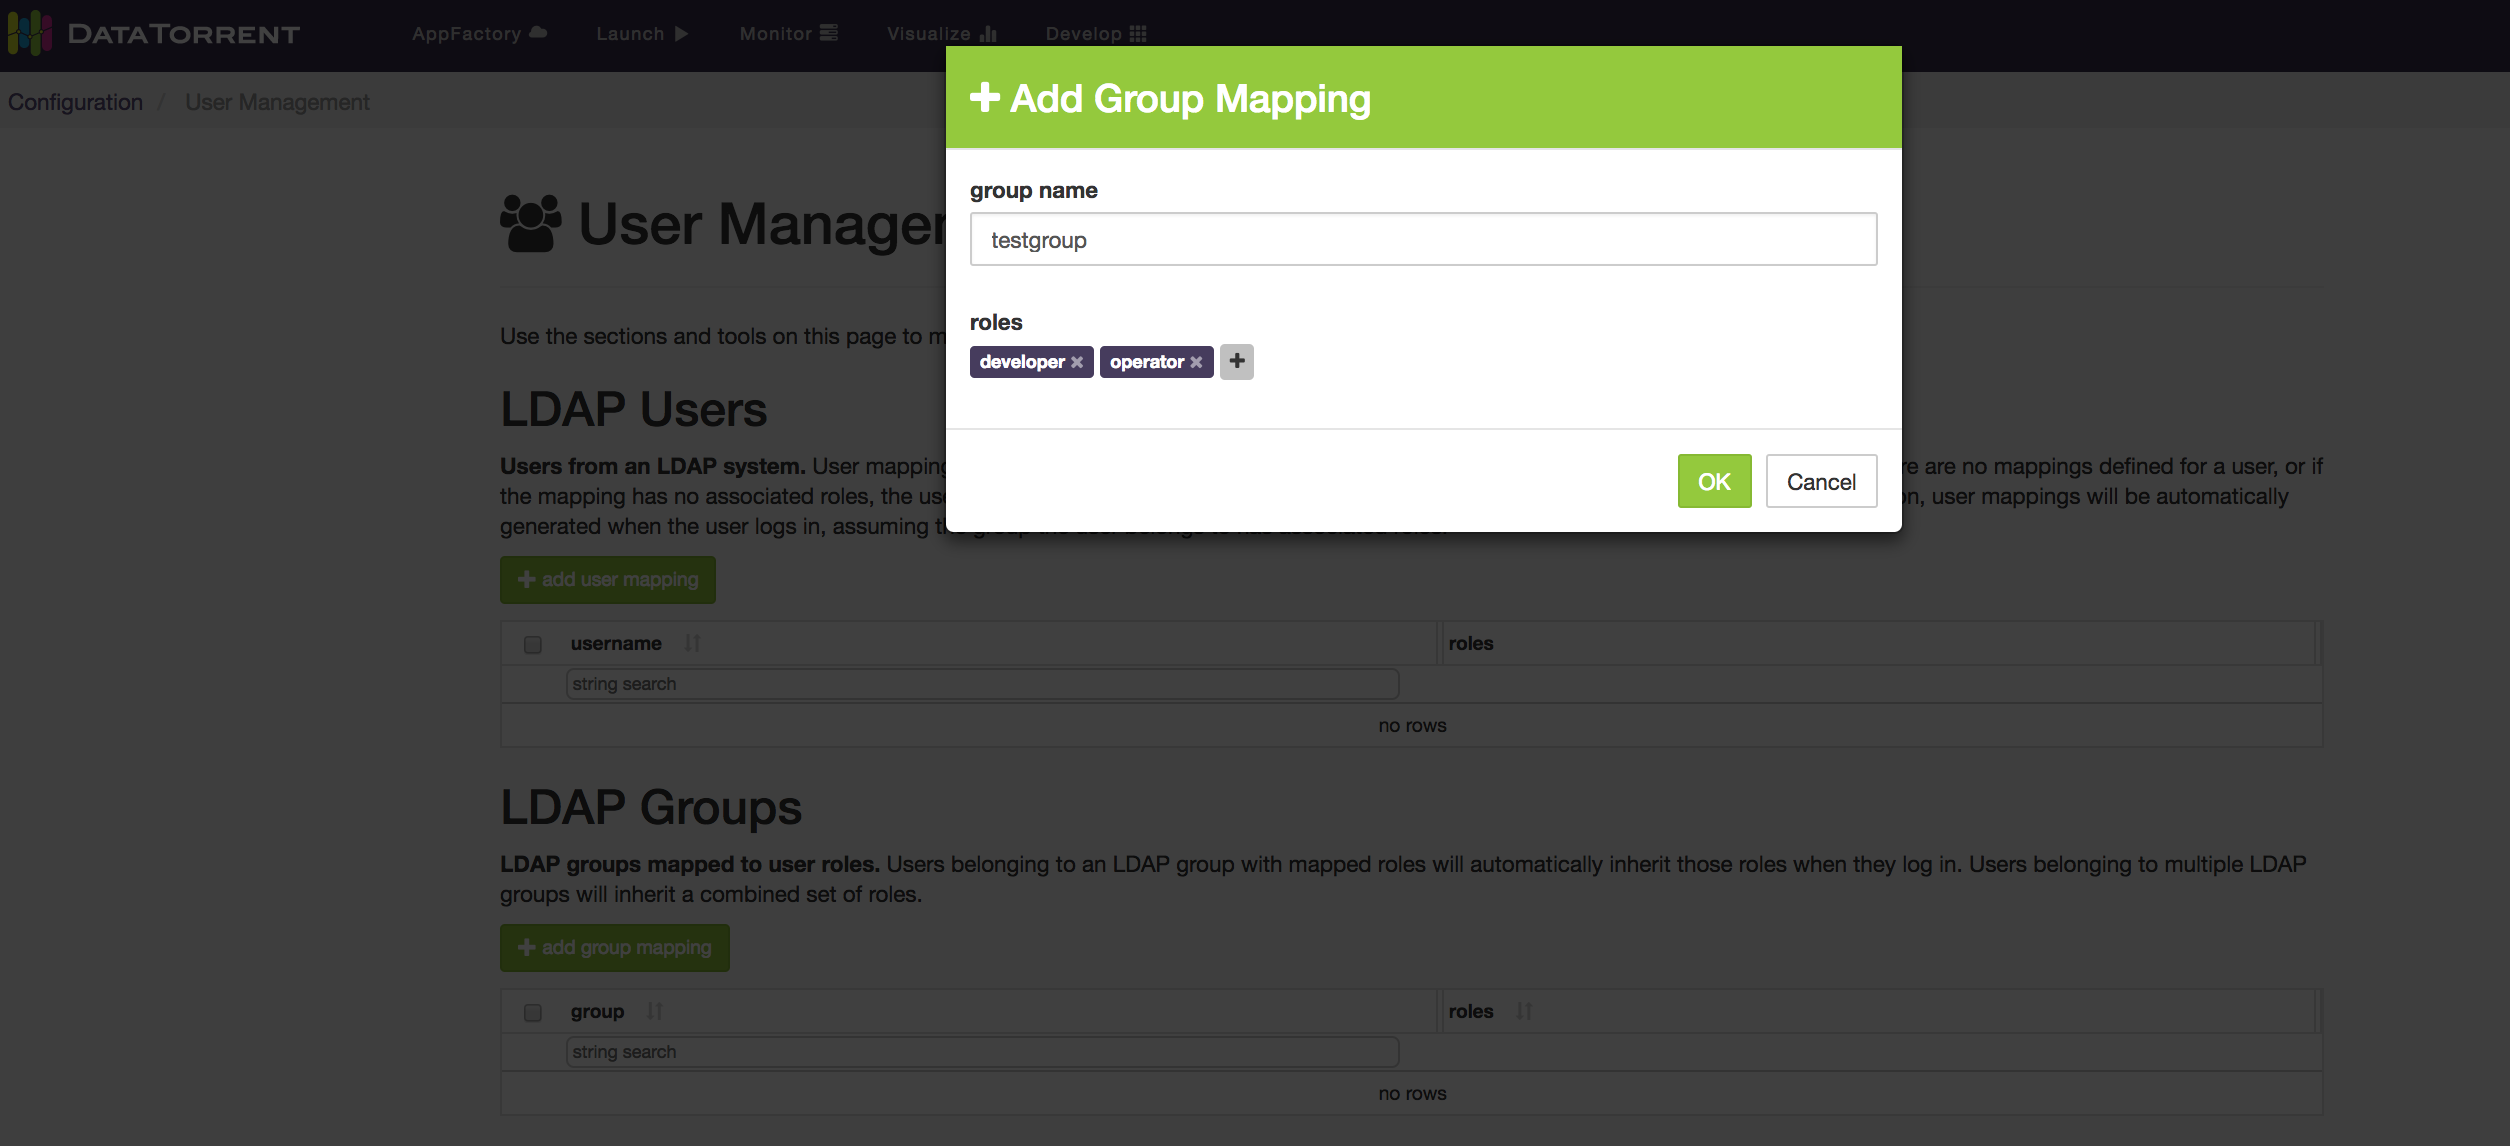 DATATORRENT
AppFactory Launch Monitor Visualize Develop
Configuration / User Management
Add Group Mapping
group name
testgroup
roles
developer × operator × +
OK Cancel
User Manage
Use the sections and tools on this page to
LDAP Users
Users from an LDAP system. User mapping re are no mappings defined for a user, or if
the mapping has no associated roles, the use on, user mappings will be automatically
generated when the user logs in, assuming
+ add user mapping
username roles
string search
no rows
LDAP Groups
LDAP groups mapped to user roles. Users belonging to an LDAP group with mapped roles will automatically inherit those roles when they log in. Users belonging to multiple LDAP
groups will inherit a combined set of roles.
+ add group mapping
group roles
string search
no rows